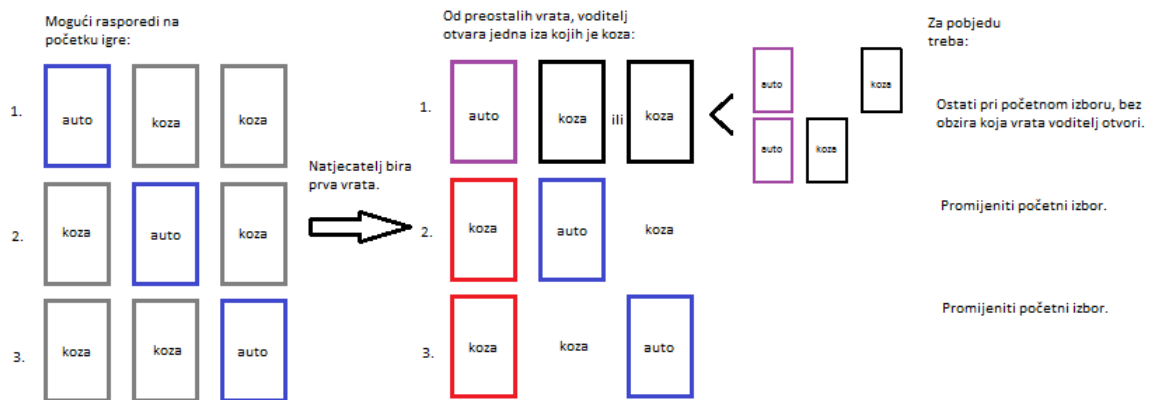 Mogući rasporedi na
početku igre:
1.
auto
koza
koza
2.
koza
auto
koza
3.
koza
koza
auto
Natjecatelj bira
prva vrata.
Od preostalih vrata, voditelj
otvara jedna iza kojih je koza:
1.
auto
koza
ili
koza
auto
koza
auto
koza
2.
koza
auto
koza
3.
koza
koza
auto
Za pobjedu
treba:
Ostati pri početnom izboru, bez
obzira koja vrata voditelj otvori.
Promijeniti početni izbor.
Promijeniti početni izbor.